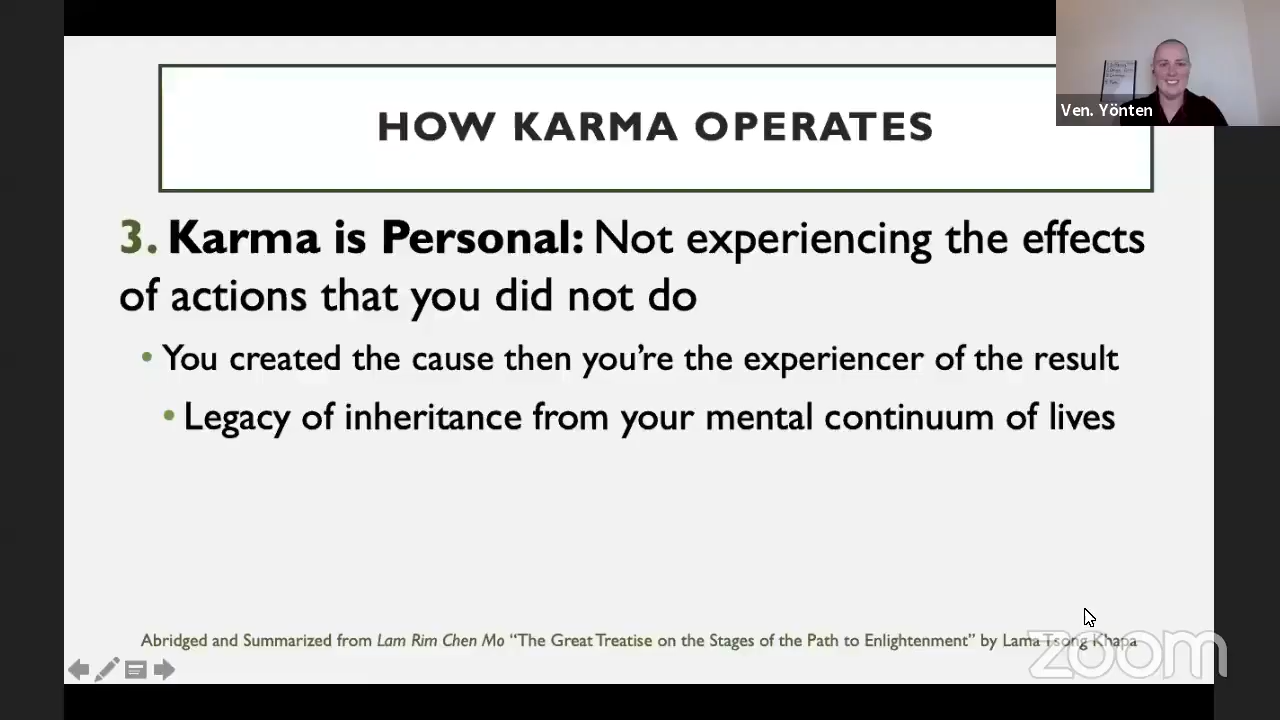 HOW KARMA OPERATES
Ven. Yönten
3. Karma is Personal: Not experiencing the effects
of actions that you did not do
• You created the cause then you’re the experiencer of the result
• Legacy of inheritance from your mental continuum of lives
Abridged and Summarized from Lam Rim Chen Mo “The Great Treatise on the Stages of the Path to Enlightenment” by Lama Tsong Khapa
zoom